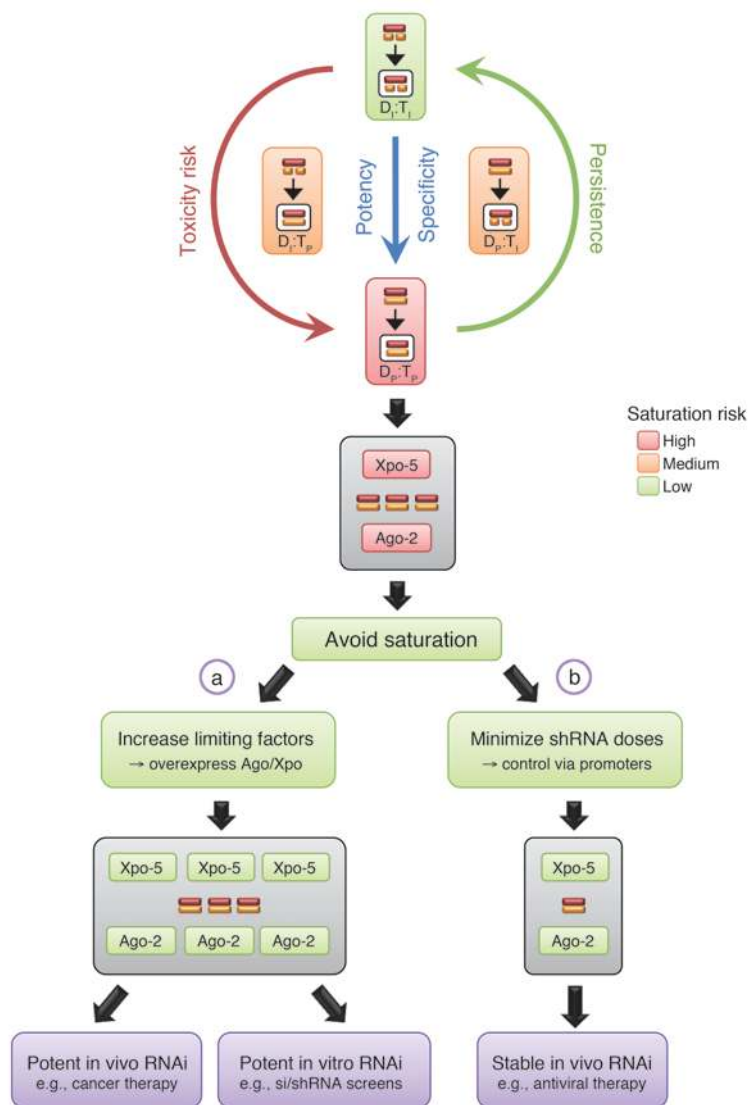 D_I:T_I
Toxicity risk
D_I:T_P
Potency
Specificity
D_P:T_I
Persistence
D_P:T_P
Saturation risk
High
Medium
Low
Xpo-5
Ago-2
Avoid saturation
a
b
Increase limiting factors
→ overexpress Ago/Xpo
Minimize shRNA doses
→ control via promoters
Xpo-5 Xpo-5 Xpo-5
Ago-2 Ago-2 Ago-2
Xpo-5
Ago-2
Potent in vivo RNAi
e.g., cancer therapy
Potent in vitro RNAi
e.g., si/shRNA screens
Stable in vivo RNAi
e.g., antiviral therapy